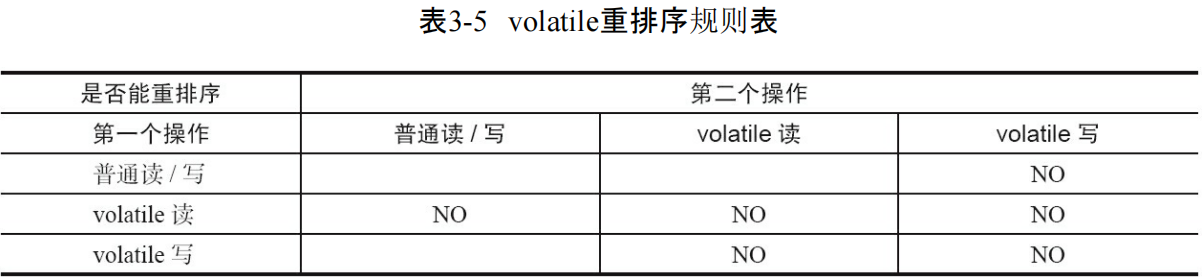 表3-5 volatile重排序规则表
是否能重排序 第二个操作
第一个操作 普通读 / 写 volatile 读 volatile 写
普通读 / 写 NO
volatile 读 NO NO NO
volatile 写 NO NO